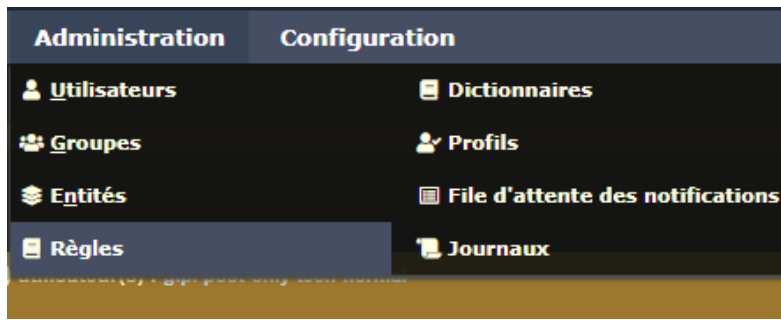 Administration Configuration
Utilisateurs Dictionnaires
Groupes Profils
Entités File d'attente des notifications
Règles Journaux